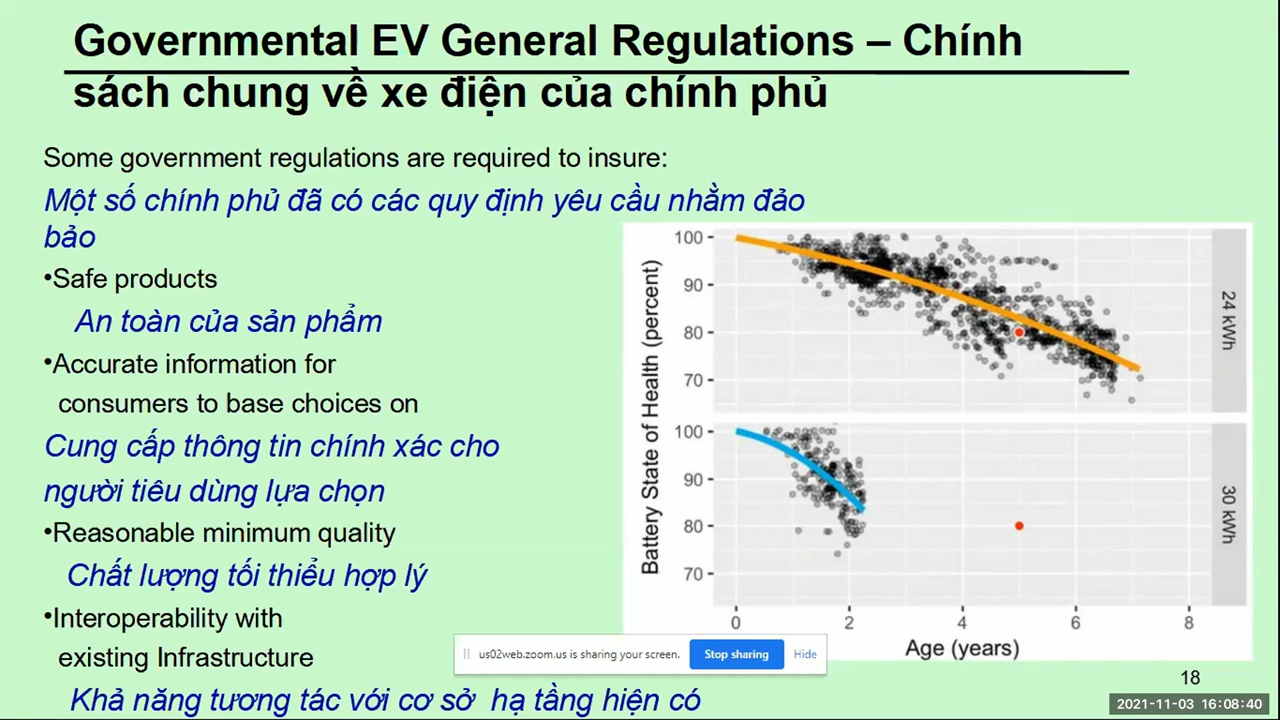 Governmental EV General Regulations – Chính
sách chung về xe điện của chính phủ
Some government regulations are required to insure:
Một số chính phủ đã có các quy định yêu cầu nhằm đảo
bảo
•Safe products
An toàn của sản phẩm
•Accurate information for
consumers to base choices on
Cung cấp thông tin chính xác cho
người tiêu dùng lựa chọn
•Reasonable minimum quality
Chất lượng tối thiểu hợp lý
•Interoperability with
existing Infrastructure
Khả năng tương tác với cơ sở hạ tầng hiện có
Battery State of Health (percent)
100
90
80
70
24 kWh
100
90
80
70
30 kWh
0 2 4 6 8
Age (years)
us02web.zoom.us is sharing your screen. Stop sharing Hide
18
2021-11-03 16:08:40